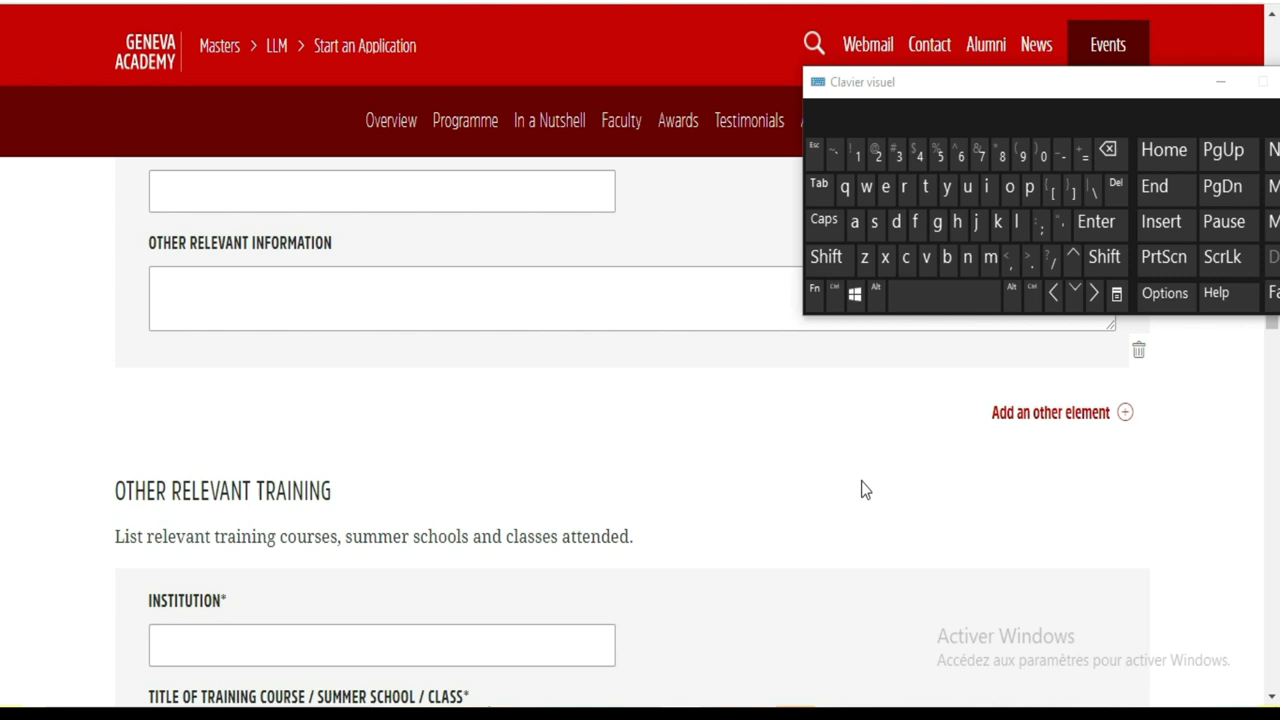 GENEVA ACADEMY
Masters > LLM > Start an Application
Webmail Contact Alumni News Events
Overview Programme In a Nutshell Faculty Awards Testimonials
Clavier visuel
Esc ~ ` ! 1 @ 2 # 3 $ 4 % 5 ^ 6 & 7 * 8 ( 9 ) 0 _ - + = Home PgUp
Tab q w e r t y u i o p { [ } ] | \ Del End PgDn
Caps a s d f g h j k l : ; " ' Enter Insert Pause
Shift z x c v b n m < , > . ? / Shift PrtScn ScrLk
Fn Ctrl Alt Alt Ctrl Options Help
OTHER RELEVANT INFORMATION
Add an other element
OTHER RELEVANT TRAINING
List relevant training courses, summer schools and classes attended.
INSTITUTION*
Activer Windows
Accédez aux paramètres pour activer Windows.
TITLE OF TRAINING COURSE / SUMMER SCHOOL / CLASS*